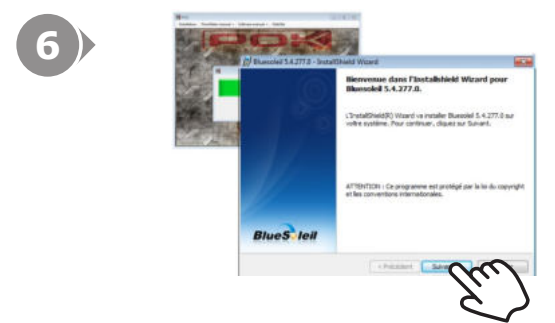 6
POK
Bluesoleil 5.4.277.0 - InstallShield Wizard
Bienvenue dans l'InstallShield Wizard pour
Bluesoleil 5.4.277.0.
L'InstallShield(R) Wizard va installer Bluesoleil 5.4.277.0 sur
votre système. Pour continuer, cliquez sur Suivant.
ATTENTION : Ce programme est protégé par la loi du copyright
et les conventions internationales.
BlueSoleil
< Précédent